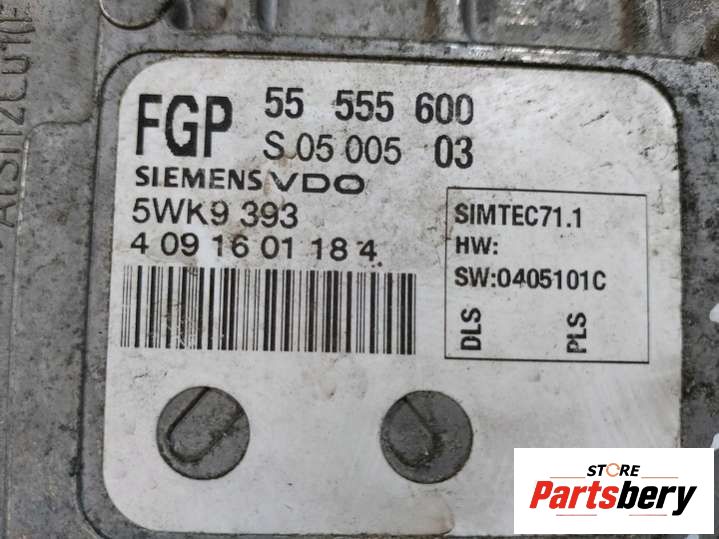 FGP 55 555 600
S 05 005 03
SIEMENS VDO
5WK9 393
4 09 16 01 18 4
SIMTEC71.1
HW:
SW:0405101C
DLS
PLS
STORE
Partsbery